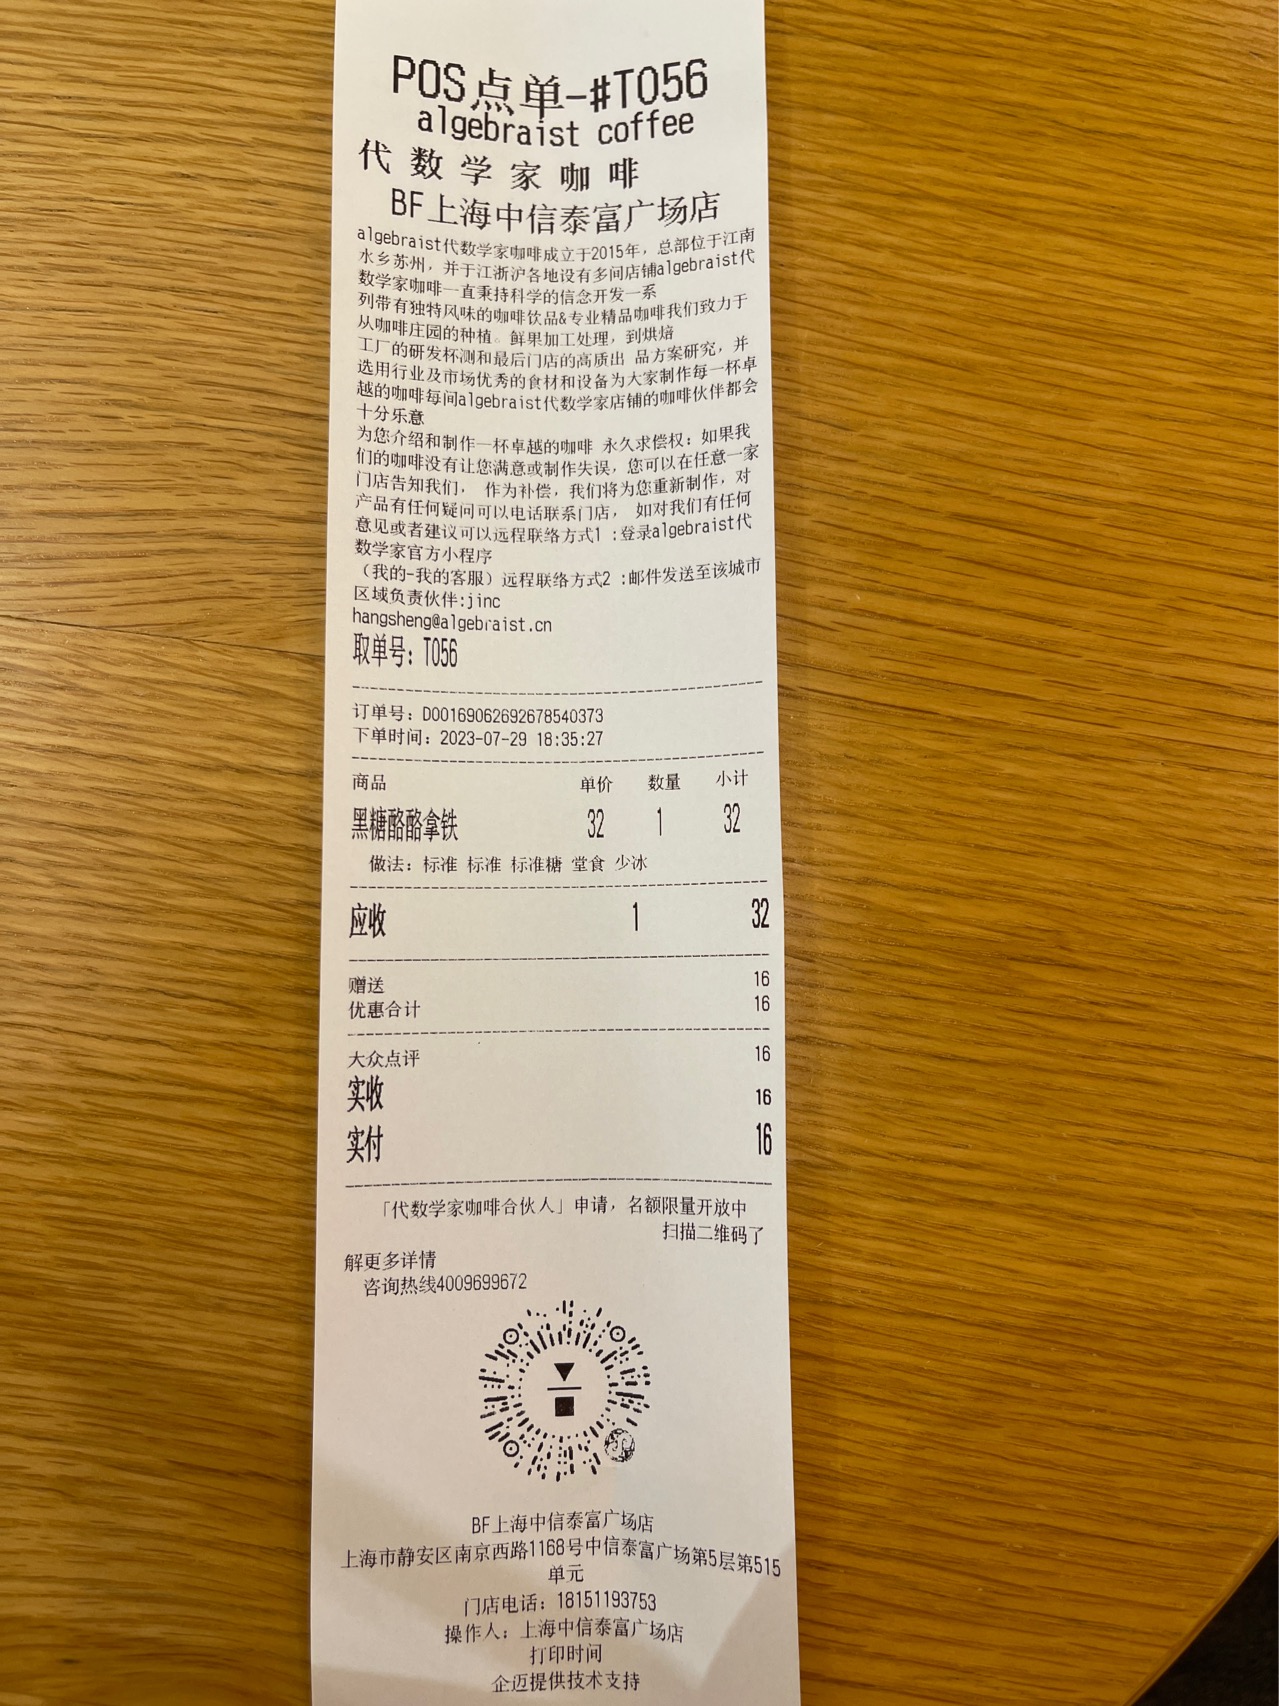 POS点单-#T056
algebraist coffee
代数学家咖啡
BF上海中信泰富广场店
algebraist代数学家咖啡成立于2015年，总部位于江南
水乡苏州，并于江浙沪各地设有多间店铺algebraist代
数学家咖啡一直秉持科学的信念开发一系
列带有独特风味的咖啡饮品&专业精品咖啡我们致力于
从咖啡庄园的种植。鲜果加工处理，到烘焙
工厂的研发杯测和最后门店的高质出 品方案研究，并
选用行业及市场优秀的食材和设备为大家制作每一杯卓
越的咖啡每间algebraist代数学家店铺的咖啡伙伴都会
十分乐意
为您介绍和制作一杯卓越的咖啡 永久求偿权：如果我
们的咖啡没有让您满意或制作失误，您可以在任意一家
门店告知我们， 作为补偿，我们将为您重新制作，对
产品有任何疑问可以电话联系门店， 如对我们有任何
意见或者建议可以远程联络方式1 :登录algebraist代
数学家官方小程序
（我的-我的客服）远程联络方式2 :邮件发送至该城市
区域负责伙伴:jinc
hangsheng@algebraist.cn
取单号：T056
订单号：D00169062692678540373
下单时间：2023-07-29 18:35:27
商品 单价 数量 小计
黑糖酪酪拿铁 32 1 32
做法：标准 标准 标准糖 堂食 少冰
应收 1 32
赠送 16
优惠合计 16
大众点评 16
实收 16
实付 16
「代数学家咖啡合伙人」申请，名额限量开放中
扫描二维码了
解更多详情
咨询热线4009699672
BF上海中信泰富广场店
上海市静安区南京西路1168号中信泰富广场第5层第515
单元
门店电话：18151193753
操作人：上海中信泰富广场店
打印时间
企迈提供技术支持